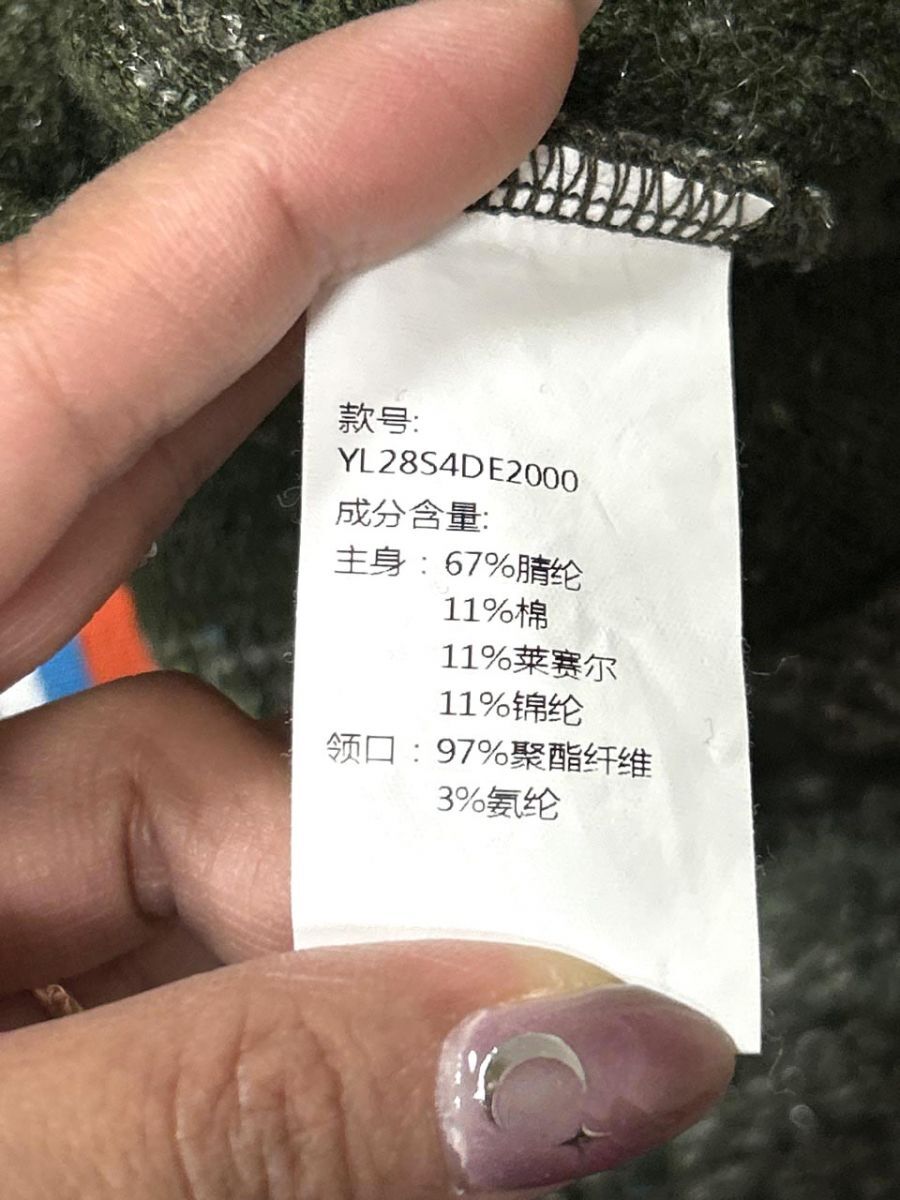 款号:
YL28S4DE2000
成分含量:
主身：67%腈纶
11%棉
11%莱赛尔
11%锦纶
领口：97%聚酯纤维
3%氨纶